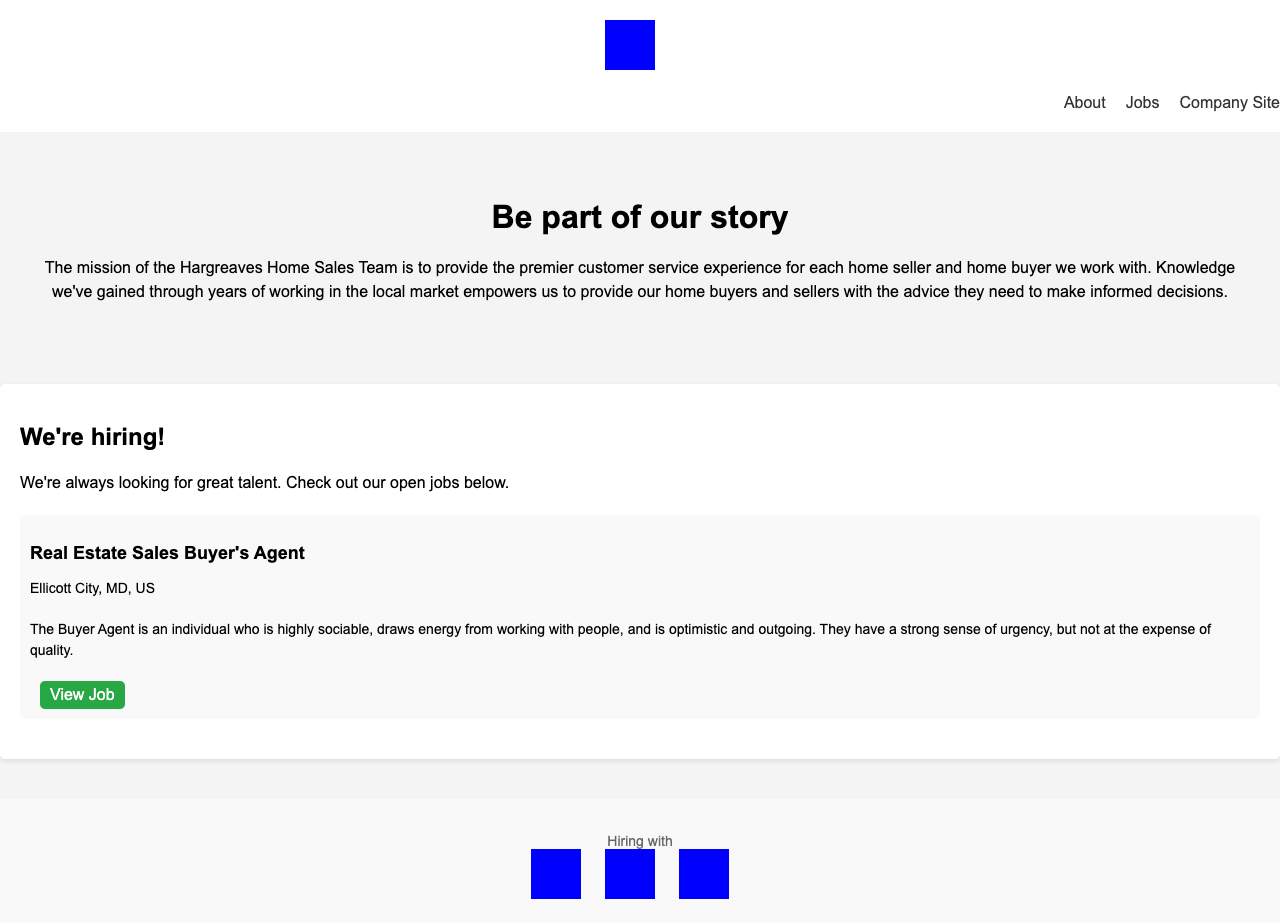 About Jobs Company Site
Be part of our story
The mission of the Hargreaves Home Sales Team is to provide the premier customer service experience for each home seller and home buyer we work with. Knowledge
we've gained through years of working in the local market empowers us to provide our home buyers and sellers with the advice they need to make informed decisions.
We're hiring!
We're always looking for great talent. Check out our open jobs below.
Real Estate Sales Buyer's Agent
Ellicott City, MD, US
The Buyer Agent is an individual who is highly sociable, draws energy from working with people, and is optimistic and outgoing. They have a strong sense of urgency, but not at the expense of
quality.
View Job
Hiring with